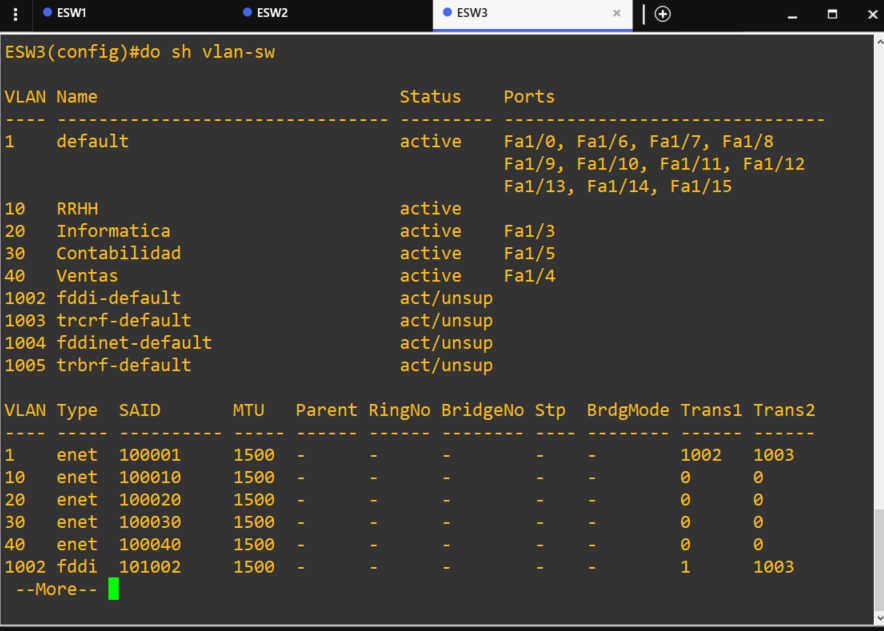 ESW1 ESW2 ESW3
ESW3(config)#do sh vlan-sw
VLAN Name                             Status    Ports
---- -------------------------------- --------- -------------------------------
1    default                          active    Fa1/0, Fa1/6, Fa1/7, Fa1/8
                                                Fa1/9, Fa1/10, Fa1/11, Fa1/12
                                                Fa1/13, Fa1/14, Fa1/15
10   RRHH                             active
20   Informatica                      active    Fa1/3
30   Contabilidad                     active    Fa1/5
40   Ventas                           active    Fa1/4
1002 fddi-default                     act/unsup
1003 trcrf-default                    act/unsup
1004 fddinet-default                  act/unsup
1005 trbrf-default                    act/unsup
VLAN Type  SAID       MTU   Parent RingNo BridgeNo Stp  BrdgMode Trans1 Trans2
---- ----- ---------- ----- ------ ------ -------- ---- -------- ------ ------
1    enet  100001     1500  -      -      -        -    -        1002   1003
10   enet  100010     1500  -      -      -        -    -        0      0
20   enet  100020     1500  -      -      -        -    -        0      0
30   enet  100030     1500  -      -      -        -    -        0      0
40   enet  100040     1500  -      -      -        -    -        0      0
1002 fddi  101002     1500  -      -      -        -    -        1      1003
 --More--